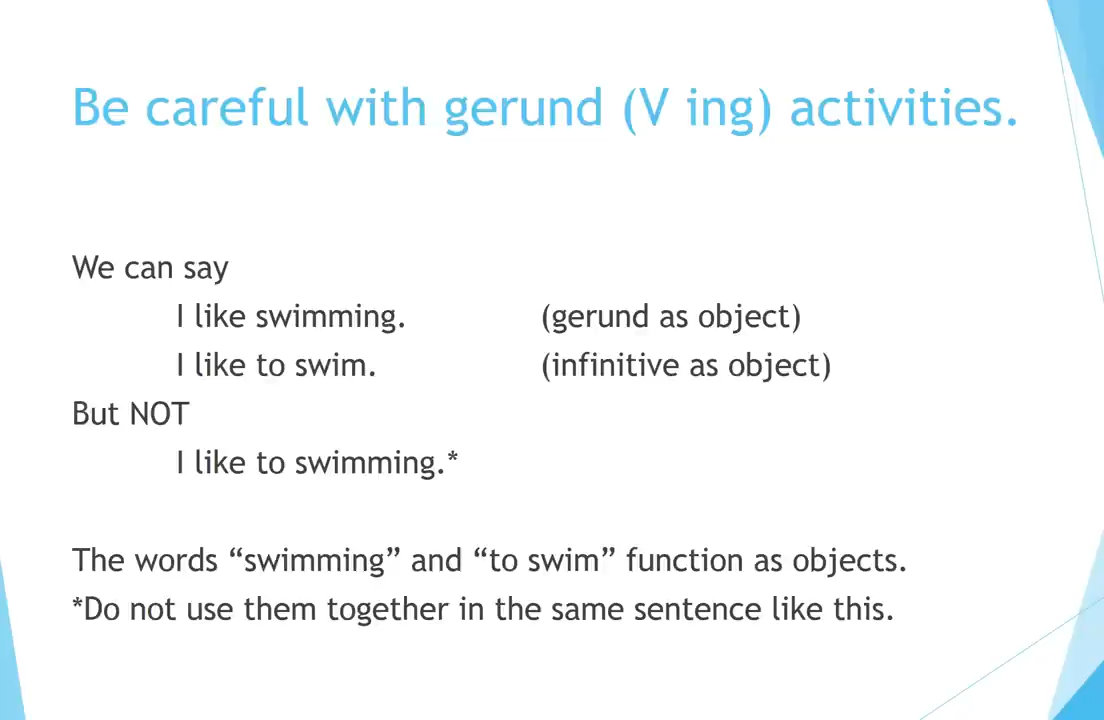 Be careful with gerund (V ing) activities.
We can say
I like swimming. (gerund as object)
I like to swim. (infinitive as object)
But NOT
I like to swimming.*
The words “swimming” and “to swim” function as objects.
*Do not use them together in the same sentence like this.